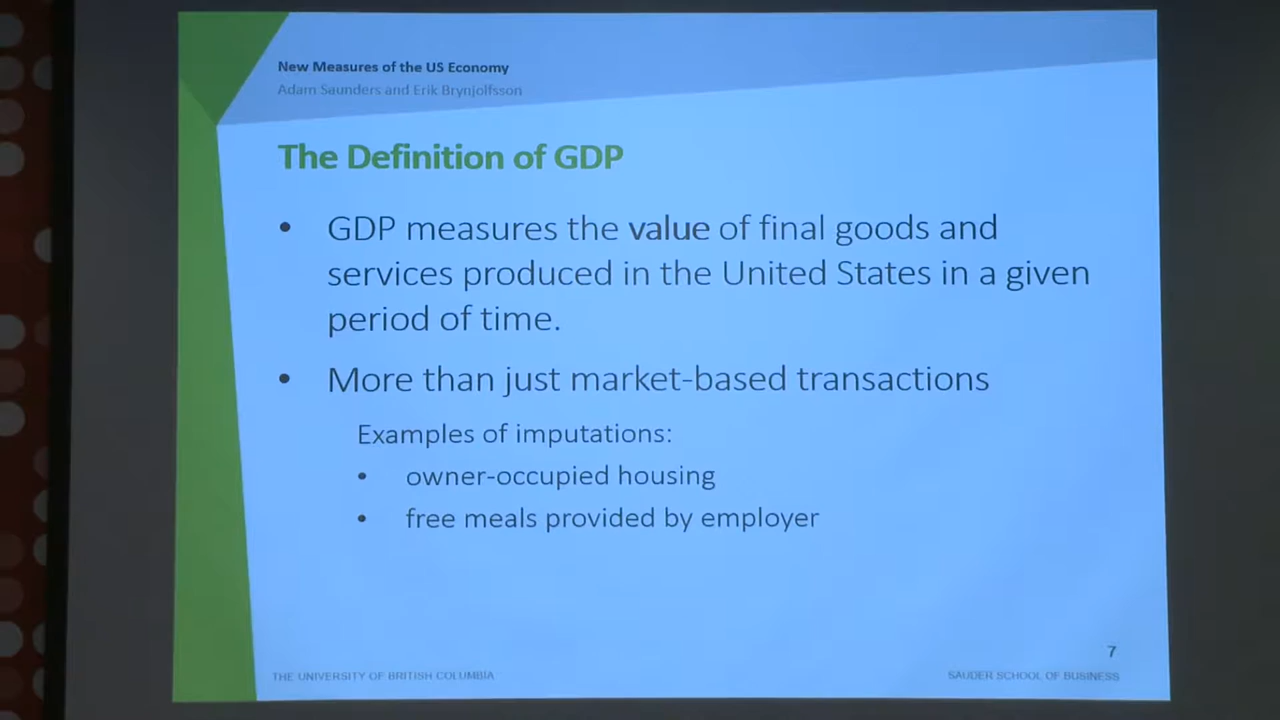 New Measures of the US Economy
Adam Saunders and Erik Brynjolfsson
The Definition of GDP
• GDP measures the value of final goods and
services produced in the United States in a given
period of time.
• More than just market-based transactions
Examples of imputations:
• owner-occupied housing
• free meals provided by employer
7
THE UNIVERSITY OF BRITISH COLUMBIA
SAUDER SCHOOL OF BUSINESS